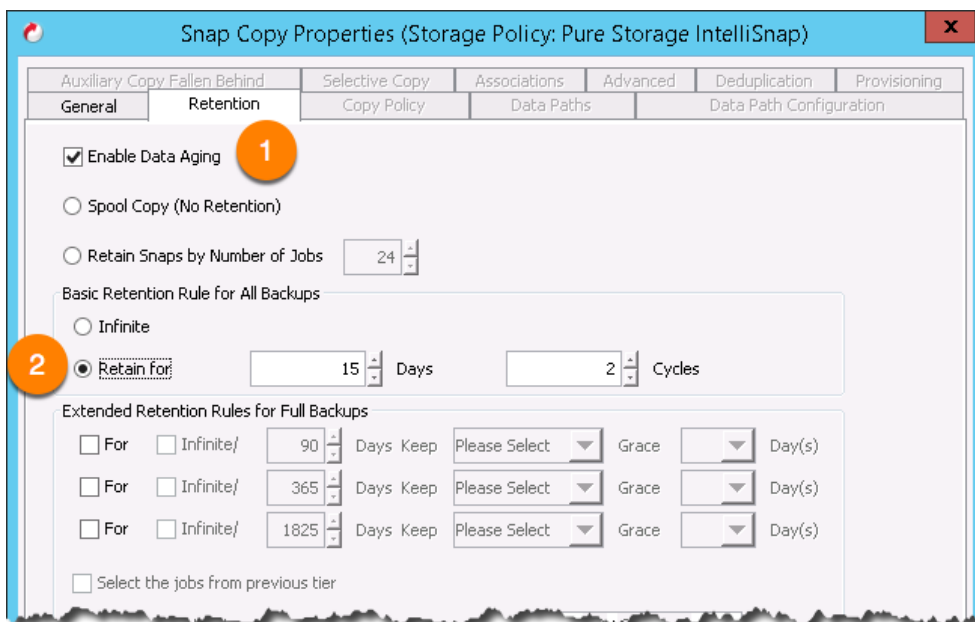 Snap Copy Properties (Storage Policy: Pure Storage IntelliSnap)
x
Auxiliary Copy Fallen Behind Selective Copy Associations Advanced Deduplication Provisioning
General Retention Copy Policy Data Paths Data Path Configuration
Enable Data Aging 1
Spool Copy (No Retention)
Retain Snaps by Number of Jobs 24
Basic Retention Rule for All Backups
Infinite
2 Retain for 15 Days 2 Cycles
Extended Retention Rules for Full Backups
For Infinite/ 90 Days Keep Please Select Grace Day(s)
For Infinite/ 365 Days Keep Please Select Grace Day(s)
For Infinite/ 1825 Days Keep Please Select Grace Day(s)
Select the jobs from previous tier